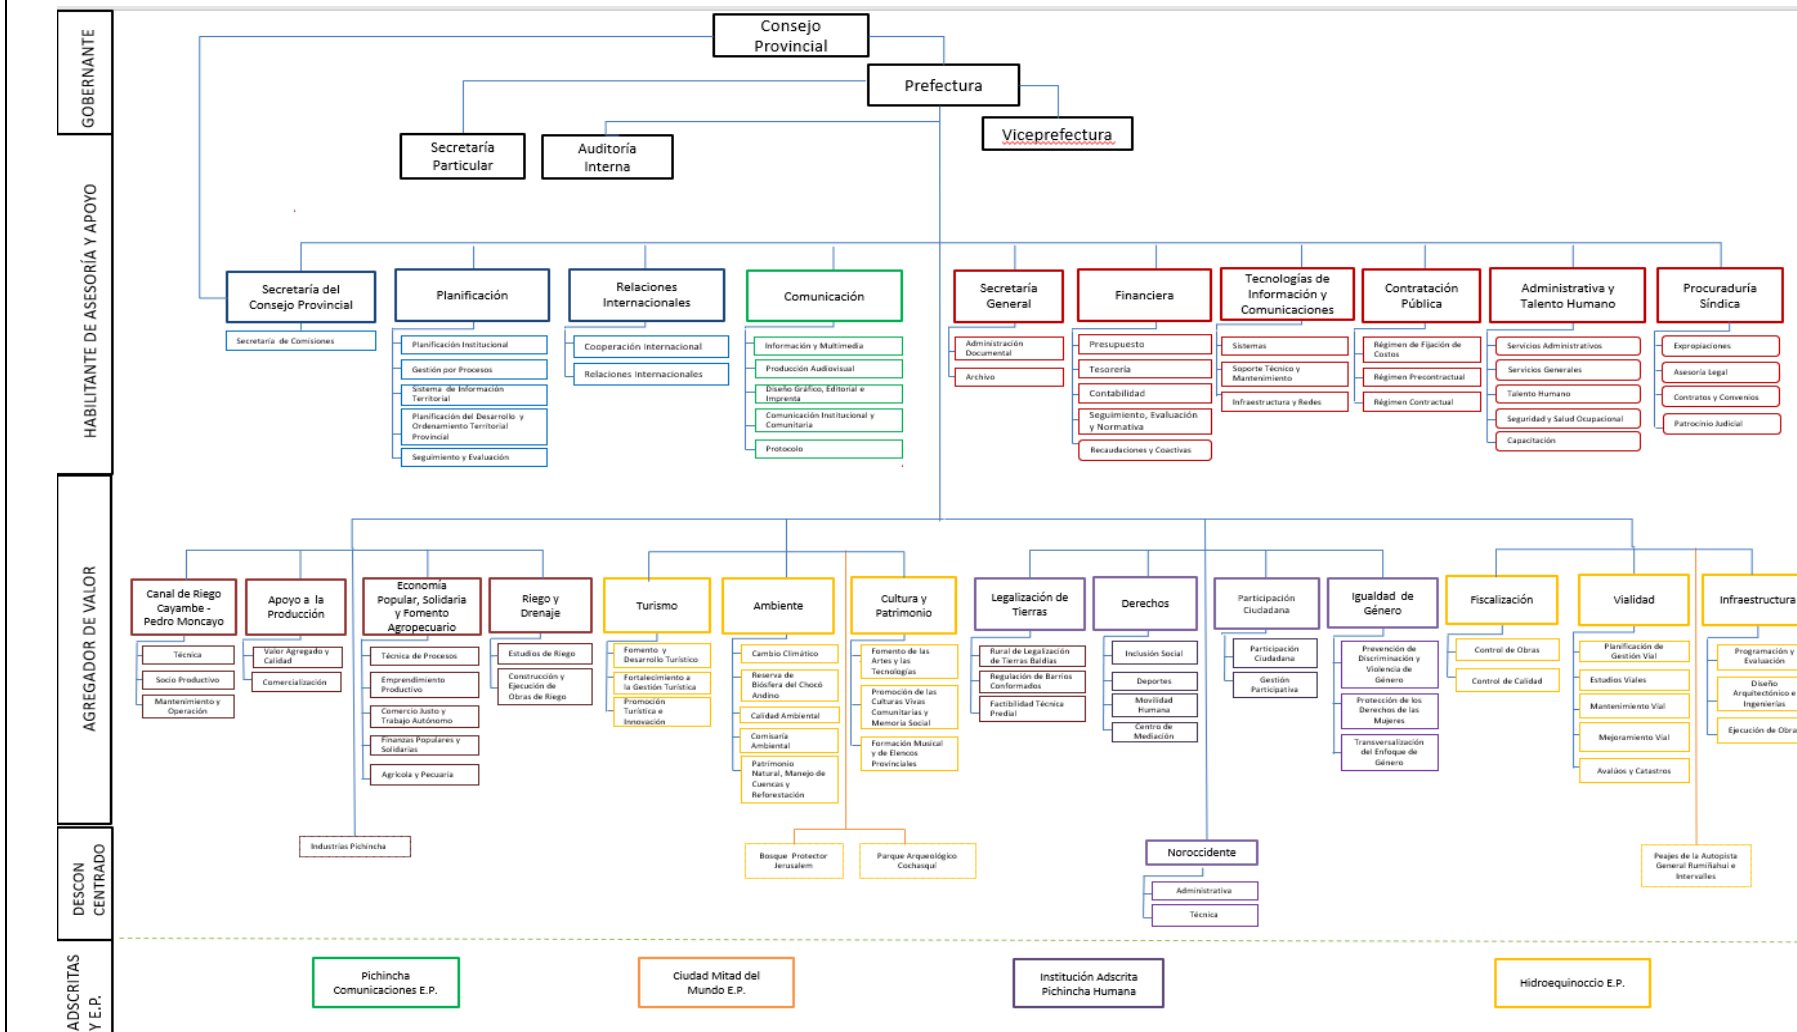 GOBERNANTE
Consejo
Provincial
Prefectura
Viceprefectura
Secretaría
Particular
Auditoría
Interna
HABILITANTE DE ASESORÍA Y APOYO
Secretaría del
Consejo Provincial
Secretaría de Comisiones
Planificación
Planificación Institucional
Gestión por Procesos
Sistema de Información
Territorial
Planificación del Desarrollo y
Ordenamiento Territorial
Provincial
Seguimiento y Evaluación
Relaciones
Internacionales
Cooperación Internacional
Relaciones Internacionales
Comunicación
Información y Multimedia
Producción Audiovisual
Diseño Gráfico, Editorial e
Imprenta
Comunicación Institucional y
Comunitaria
Protocolo
Secretaría
General
Administración
Documental
Archivo
Financiera
Presupuesto
Tesorería
Contabilidad
Seguimiento, Evaluación
y Normativa
Recaudaciones y Coactivas
Tecnologías de
Información y
Comunicaciones
Sistemas
Soporte Técnico y
Mantenimiento
Infraestructura y Redes
Contratación
Pública
Régimen de Fijación de
Costos
Régimen Precontractual
Régimen Contractual
Administrativa y
Talento Humano
Servicios Administrativos
Servicios Generales
Talento Humano
Seguridad y Salud Ocupacional
Capacitación
Procuraduría
Síndica
Expropiaciones
Asesoría Legal
Contratos y Convenios
Patrocinio Judicial
AGREGADOR DE VALOR
Canal de Riego
Cayambe -
Pedro Moncayo
Técnica
Socio Productivo
Mantenimiento y
Operación
Apoyo a la
Producción
Valor Agregado y
Calidad
Comercialización
Economía
Popular, Solidaria
y Fomento
Agropecuario
Técnica de Procesos
Emprendimiento
Productivo
Comercio Justo y
Trabajo Autónomo
Finanzas Populares y
Solidarias
Agrícola y Pecuaria
Riego y
Drenaje
Estudios de Riego
Construcción y
Ejecución de
Obras de Riego
Turismo
Fomento y
Desarrollo Turístico
Fortalecimiento a
la Gestión Turística
Promoción
Turística e
Innovación
Ambiente
Cambio Climático
Reserva de
Biósfera del Chocó
Andino
Calidad Ambiental
Comisaría
Ambiental
Patrimonio
Natural, Manejo de
Cuencas y
Reforestación
Cultura y
Patrimonio
Fomento de las
Artes y las
Tecnologías
Promoción de las
Culturas Vivas
Comunitarias y
Memoria Social
Formación Musical
y de Elencos
Provinciales
Legalización de
Tierras
Rural de Legalización
de Tierras Baldías
Regulación de Barrios
Conformados
Factibilidad Técnica
Predial
Derechos
Inclusión Social
Deportes
Movilidad
Humana
Centro de
Mediación
Participación
Ciudadana
Participación
Ciudadana
Gestión
Participativa
Igualdad de
Género
Prevención de
Discriminación y
Violencia de
Género
Protección de los
Derechos de las
Mujeres
Transversalización
del Enfoque de
Género
Fiscalización
Control de Obras
Control de Calidad
Vialidad
Planificación de
Gestión Vial
Estudios Viales
Mantenimiento Vial
Mejoramiento Vial
Avalúos y Catastros
Infraestructura
Programación y
Evaluación
Diseño
Arquitectónico e
Ingenierías
Ejecución de Obra
DESCON
CENTRADO
Industrias Pichincha
Bosque Protector
Jerusalem
Parque Arqueológico
Cochasquí
Noroccidente
Administrativa
Técnica
Peajes de la Autopista
General Rumiñahui e
Intervalles
ADSCRITAS
Y E.P.
Pichincha
Comunicaciones E.P.
Ciudad Mitad del
Mundo E.P.
Institución Adscrita
Pichincha Humana
Hidroequinoccio E.P.